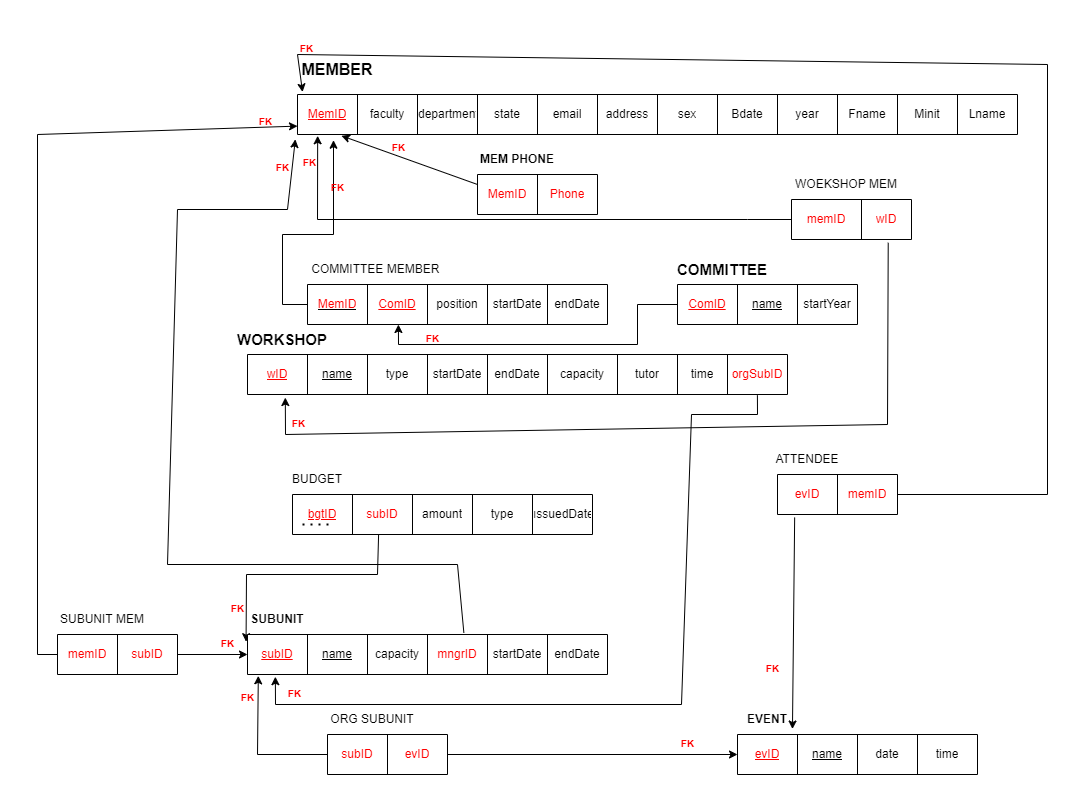 FK
MEMBER
MemID faculty department state email address sex Bdate year Fname Minit Lname
FK
FK
FK
FK
FK
MEM PHONE
MemID Phone
WOEKSHOP MEM
memID wID
COMMITTEE MEMBER
MemID ComID position startDate endDate
COMMITTEE
ComID name startYear
FK
WORKSHOP
wID name type startDate endDate capacity tutor time orgSubID
FK
ATTENDEE
evID memID
BUDGET
bgtID subID amount type issuedDate
FK
SUBUNIT MEM
memID subID
FK
SUBUNIT
subID name capacity mngrID startDate endDate
FK
FK
FK
ORG SUBUNIT
subID evID
FK
EVENT
evID name date time